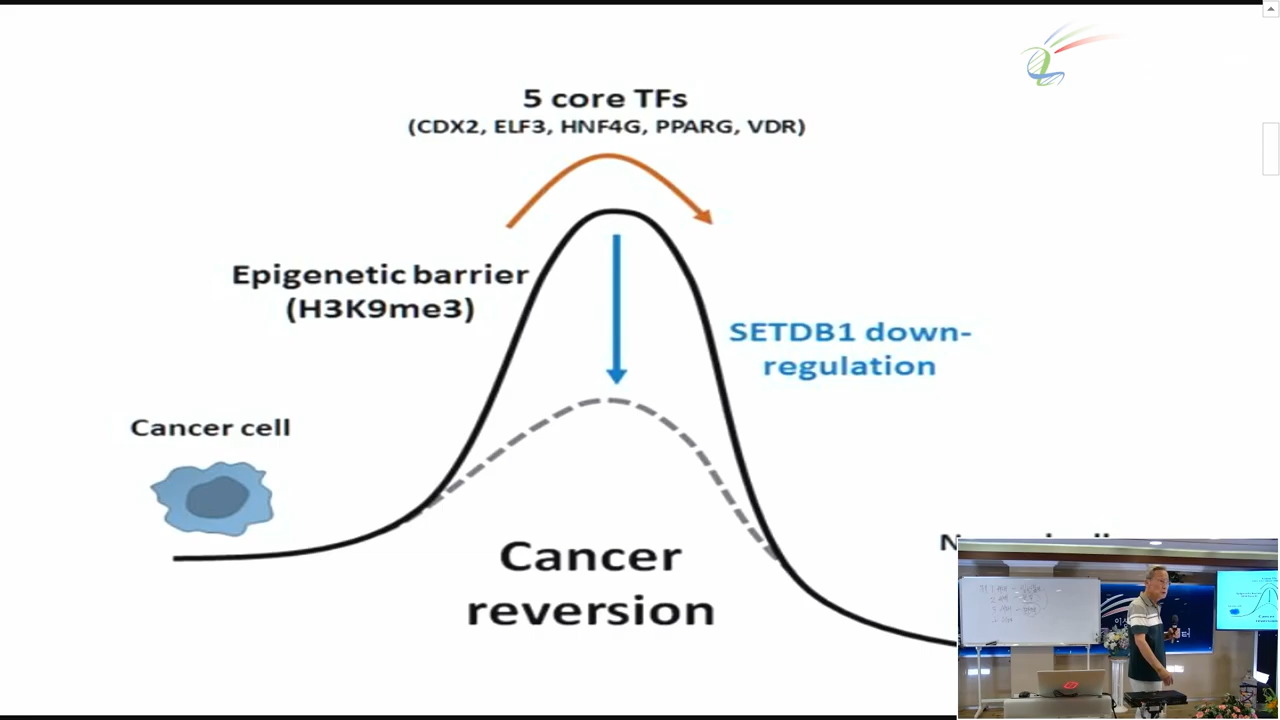 5 core TFs
(CDX2, ELF3, HNF4G, PPARG, VDR)
Epigenetic barrier
(H3K9me3)
SETDB1 down-
regulation
Cancer cell
Cancer
reversion